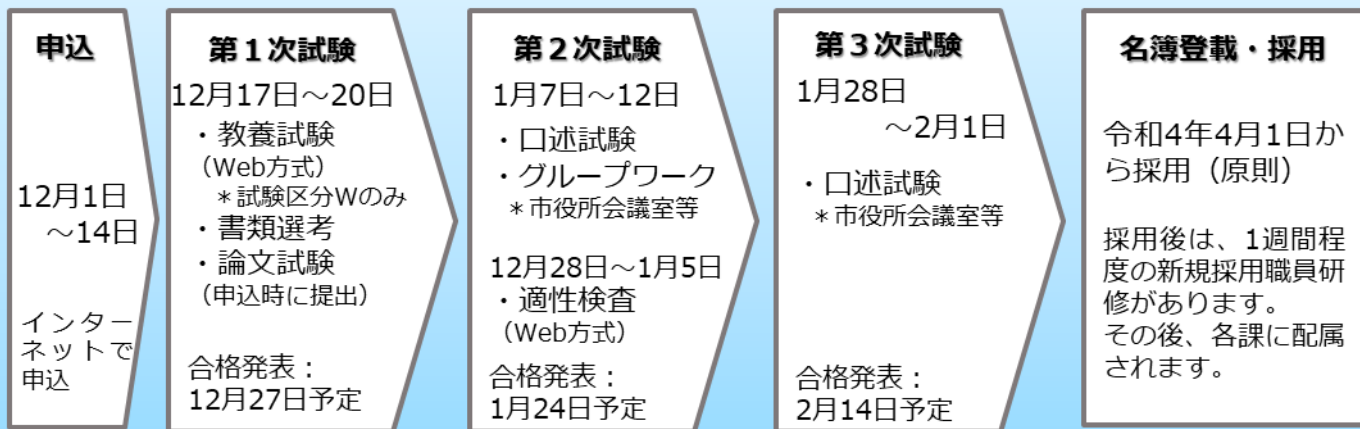 申込
12月1日
～14日
インター
ネットで
申込
第１次試験
12月17日～20日
・教養試験
（Web方式）
＊試験区分Wのみ
・書類選考
・論文試験
（申込時に提出）
合格発表：
12月27日予定
第２次試験
1月7日～12日
・口述試験
・グループワーク
＊市役所会議室等
12月28日～1月5日
・適性検査
（Web方式）
合格発表：
1月24日予定
第３次試験
1月28日
～2月1日
・口述試験
＊市役所会議室等
合格発表：
2月14日予定
名簿登載・採用
令和4年4月1日か
ら採用（原則）
採用後は、1週間程
度の新規採用職員研
修があります。
その後、各課に配属
されます。